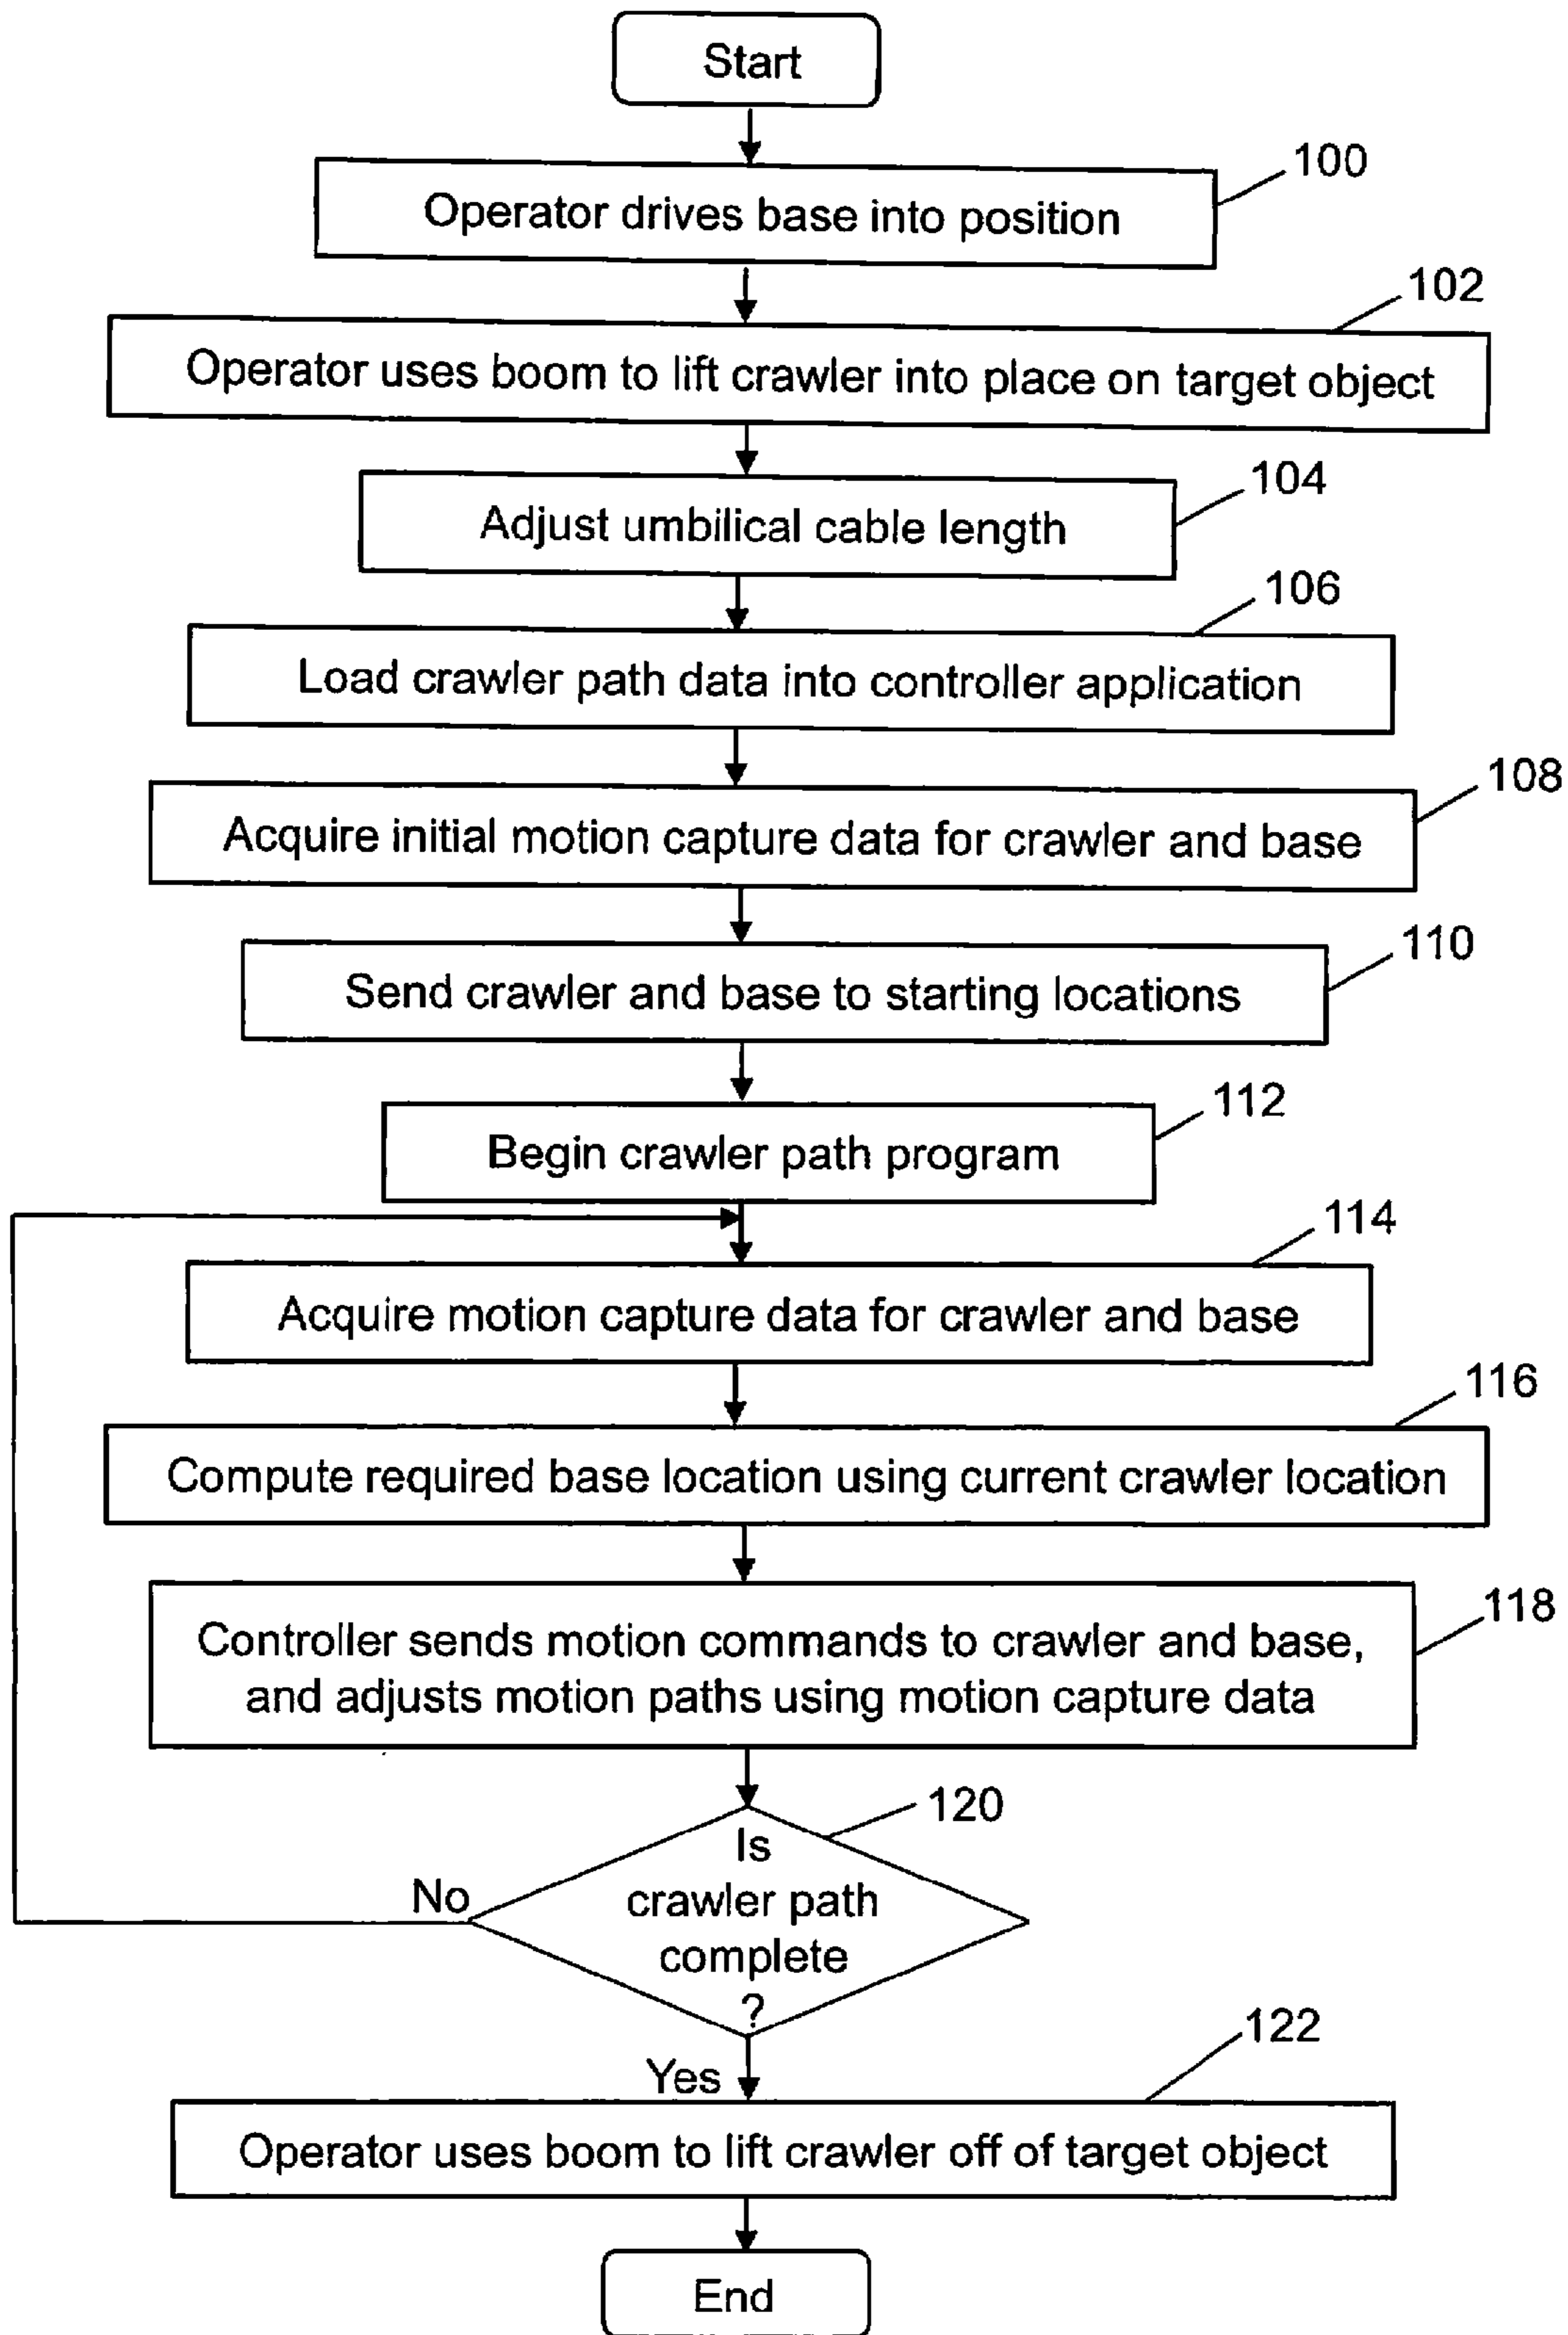 Start
100
Operator drives base into position
102
Operator uses boom to lift crawler into place on target object
104
Adjust umbilical cable length
106
Load crawler path data into controller application
108
Acquire initial motion capture data for crawler and base
110
Send crawler and base to starting locations
112
Begin crawler path program
114
Acquire motion capture data for crawler and base
116
Compute required base location using current crawler location
118
Controller sends motion commands to crawler and base,
and adjusts motion paths using motion capture data
120
Is
crawler path
complete
?
No
Yes
122
Operator uses boom to lift crawler off of target object
End